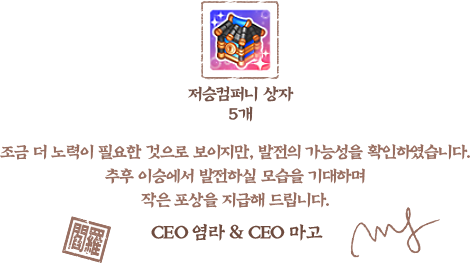 저승컴퍼니 상자
5개
조금 더 노력이 필요한 것으로 보이지만, 발전의 가능성을 확인하였습니다.
추후 이승에서 발전하실 모습을 기대하며
작은 포상을 지급해 드립니다.
閻羅
CEO 염라 & CEO 마고